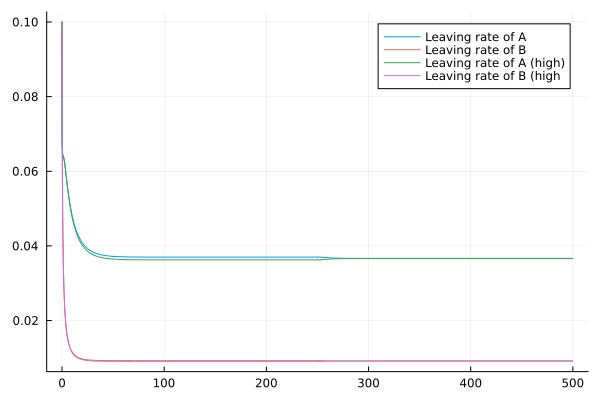 0.10
0.08
0.06
0.04
0.02
0
100
200
300
400
500
Leaving rate of A
Leaving rate of B
Leaving rate of A (high)
Leaving rate of B (high